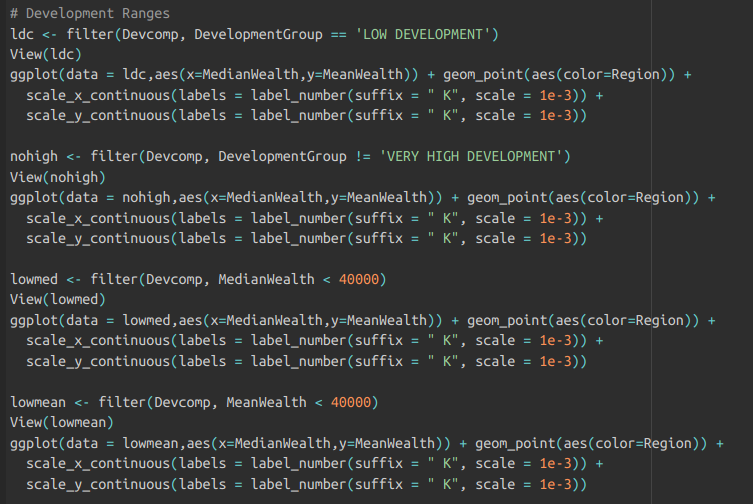 # Development Ranges
ldc <- filter(Devcomp, DevelopmentGroup == 'LOW DEVELOPMENT')
View(ldc)
ggplot(data = ldc,aes(x=MedianWealth,y=MeanWealth)) + geom_point(aes(color=Region)) +
  scale_x_continuous(labels = label_number(suffix = " K", scale = 1e-3)) +
  scale_y_continuous(labels = label_number(suffix = " K", scale = 1e-3))

nohigh <- filter(Devcomp, DevelopmentGroup != 'VERY HIGH DEVELOPMENT')
View(nohigh)
ggplot(data = nohigh,aes(x=MedianWealth,y=MeanWealth)) + geom_point(aes(color=Region)) +
  scale_x_continuous(labels = label_number(suffix = " K", scale = 1e-3)) +
  scale_y_continuous(labels = label_number(suffix = " K", scale = 1e-3))

lowmed <- filter(Devcomp, MedianWealth < 40000)
View(lowmed)
ggplot(data = lowmed,aes(x=MedianWealth,y=MeanWealth)) + geom_point(aes(color=Region)) +
  scale_x_continuous(labels = label_number(suffix = " K", scale = 1e-3)) +
  scale_y_continuous(labels = label_number(suffix = " K", scale = 1e-3))

lowmean <- filter(Devcomp, MeanWealth < 40000)
View(lowmean)
ggplot(data = lowmean,aes(x=MedianWealth,y=MeanWealth)) + geom_point(aes(color=Region)) +
  scale_x_continuous(labels = label_number(suffix = " K", scale = 1e-3)) +
  scale_y_continuous(labels = label_number(suffix = " K", scale = 1e-3))